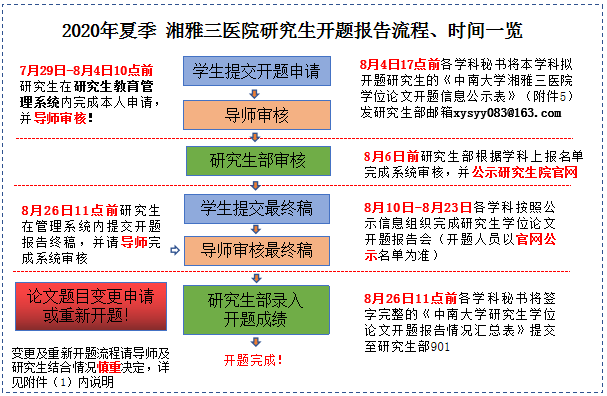 2020年夏季 湘雅三医院研究生开题报告流程、时间一览
7月29日-8月4日10点前
研究生在研究生教育管
理系统内完成本人申请，
并导师审核！
学生提交开题申请
导师审核
8月4日17点前各学科秘书将本学科拟
开题研究生的《中南大学湘雅三医院
学位论文开题信息公示表》（附件5）
发研究生部邮箱xysyy083@163.com
研究生部审核
8月6日前研究生部根据学科上报名单
完成系统审核，并公示研究生院官网
8月26日11点前研究生
在管理系统内提交开题
报告终稿，并请导师完
成系统审核
学生提交最终稿
导师审核最终稿
8月10日-8月23日各学科按照公
示信息组织完成研究生学位论文
开题报告会（开题人员以官网公
示名单为准）
论文题目变更申请
或重新开题！
研究生部录入
开题成绩
8月26日11点前各学科秘书将签
字完整的《中南大学研究生学位
论文开题报告情况汇总表》提交
至研究生部901
变更及重新开题流程请导师及
研究生结合情况慎重决定，详
见附件（1）内说明
开题完成！